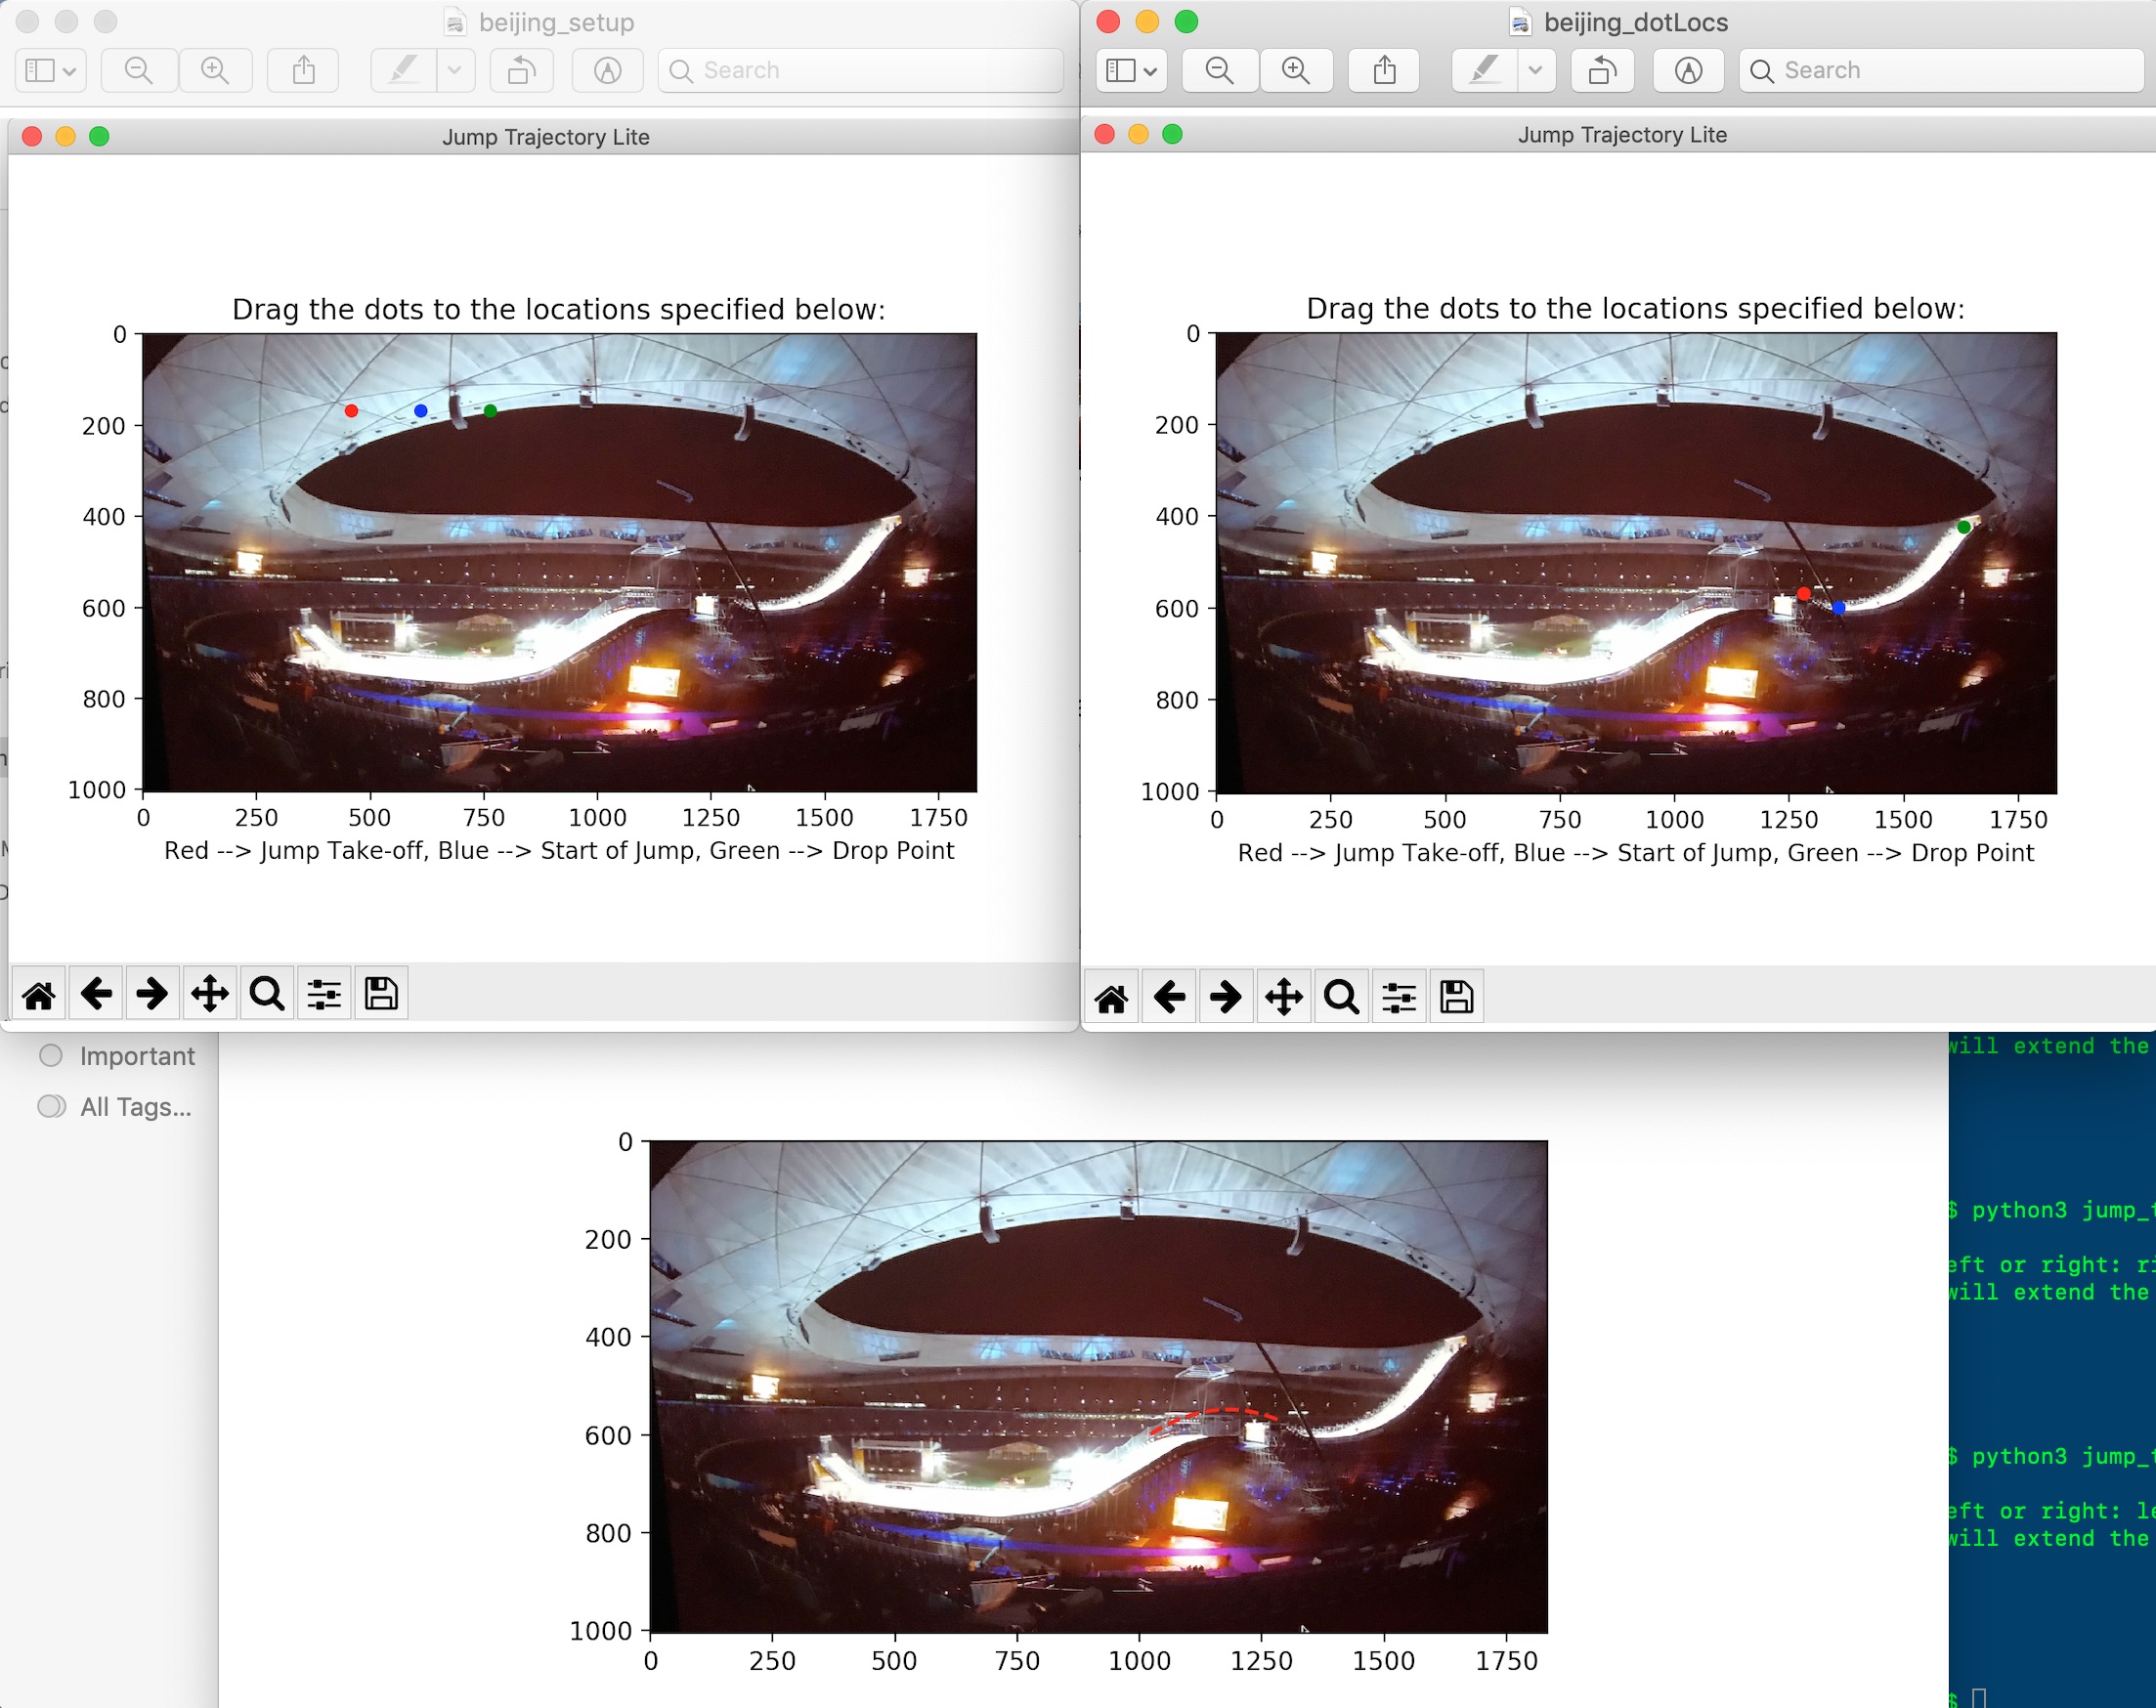 beijing_setup
Search
Jump Trajectory Lite
Drag the dots to the locations specified below:
0
200
400
600
800
1000
0 250 500 750 1000 1250 1500 1750
Red --> Jump Take-off, Blue --> Start of Jump, Green --> Drop Point
beijing_dotLocs
Search
Jump Trajectory Lite
Drag the dots to the locations specified below:
0
200
400
600
800
1000
0 250 500 750 1000 1250 1500 1750
Red --> Jump Take-off, Blue --> Start of Jump, Green --> Drop Point
Important
All Tags...
0
200
400
600
800
1000
0 250 500 750 1000 1250 1500 1750
will extend the
$ python3 jump_t
eft or right: ri
will extend the
$ python3 jump_t
eft or right: le
will extend the
$